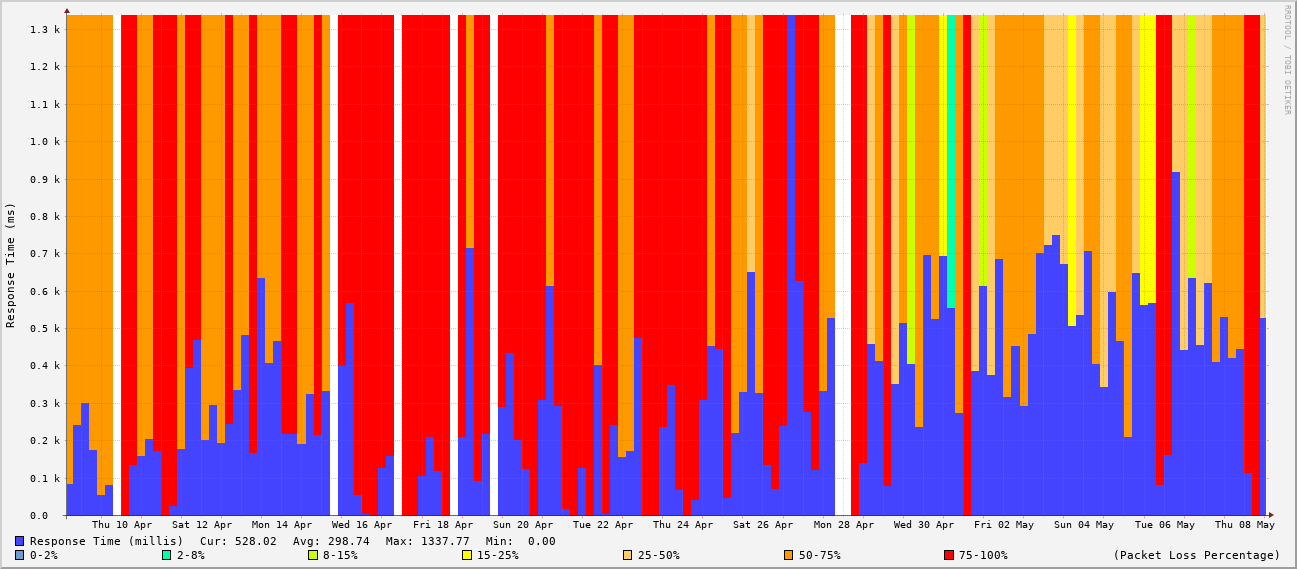 RRDTOOL / TOBI OETIKER
Response Time (ms)
1.3 k
1.2 k
1.1 k
1.0 k
0.9 k
0.8 k
0.7 k
0.6 k
0.5 k
0.4 k
0.3 k
0.2 k
0.1 k
0.0
Thu 10 Apr Sat 12 Apr Mon 14 Apr Wed 16 Apr Fri 18 Apr Sun 20 Apr Tue 22 Apr Thu 24 Apr Sat 26 Apr Mon 28 Apr Wed 30 Apr Fri 02 May Sun 04 May Tue 06 May Thu 08 May
Response Time (millis) Cur: 528.02 Avg: 298.74 Max: 1337.77 Min: 0.00
0-2% 2-8% 8-15% 15-25% 25-50% 50-75% 75-100% (Packet Loss Percentage)